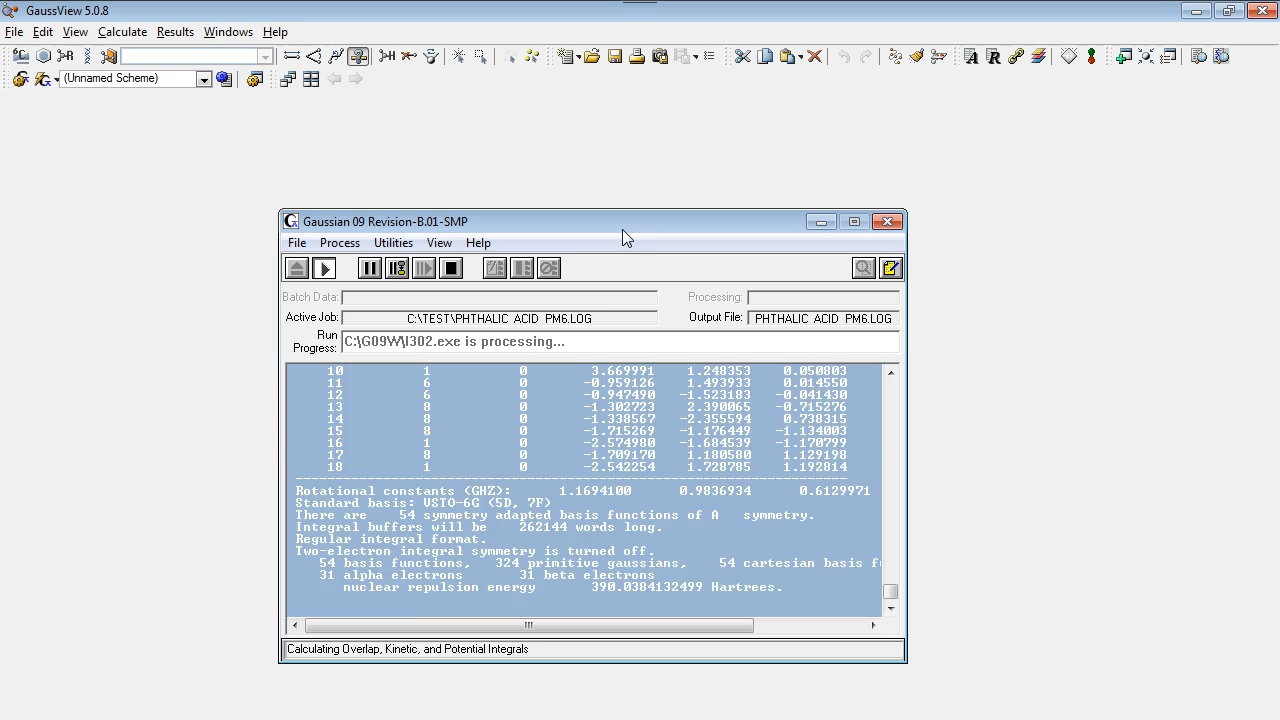 GaussView 5.0.8
File Edit View Calculate Results Windows Help
(Unnamed Scheme)
Gaussian 09 Revision-B.01-SMP
File Process Utilities View Help
Batch Data: Processing:
Active Job: C:\TEST\PHTHALIC ACID PM6.LOG Output File: PHTHALIC ACID PM6.LOG
Run Progress: C:\G09W\l302.exe is processing...
10 1 0 3.669991 1.248353 0.050803
11 6 0 -0.959126 1.493933 0.014550
12 6 0 -0.947490 -1.523183 -0.041430
13 8 0 -1.302723 2.390065 -0.715276
14 8 0 -1.338567 -2.355594 0.738315
15 8 0 -1.715269 -1.176449 -1.134003
16 1 0 -2.574980 -1.684539 -1.170799
17 8 0 -1.709170 1.180580 1.129198
18 1 0 -2.542254 1.728785 1.192814
---------------------------------------------------------------------
Rotational constants (GHZ): 1.1694100 0.9836934 0.6129971
Standard basis: VSTO-6G (5D, 7F)
There are 54 symmetry adapted basis functions of A symmetry.
Integral buffers will be 262144 words long.
Regular integral format.
Two-electron integral symmetry is turned off.
54 basis functions, 324 primitive gaussians, 54 cartesian basis f
31 alpha electrons 31 beta electrons
nuclear repulsion energy 390.0384132499 Hartrees.
Calculating Overlap, Kinetic, and Potential Integrals